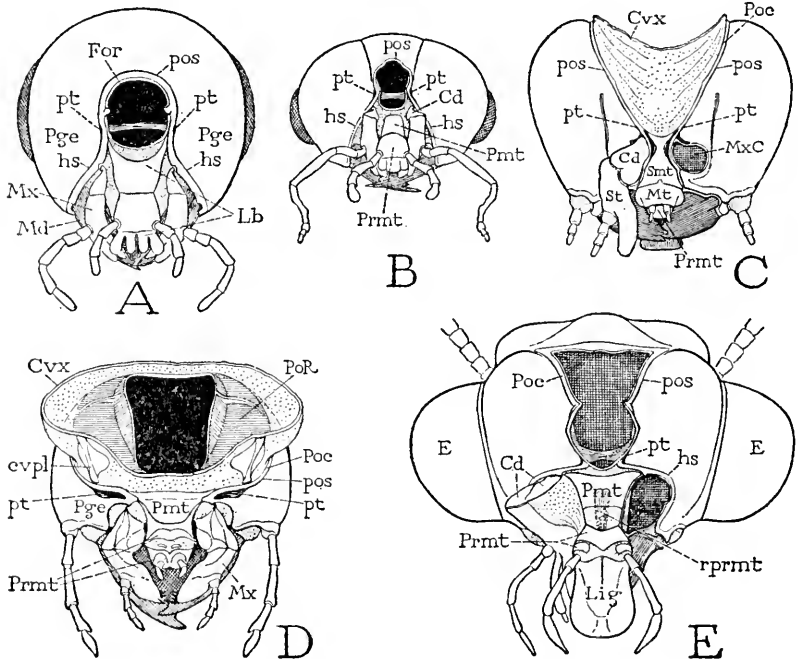 For
pos
pt
pt
Pge
Pge
hs
hs
Mx
Md
Lb
A
pos
pt
pt
Cd
hs
hs
Pmt
Prmt
B
Cvx
Poc
pos
pos
pt
pt
Cd
MxC
Smt
St
Mt
Prmt
C
Cvx
PoR
cvpl
Poc
pos
pt
pt
Pge
Pmt
Prmt
Mx
D
Poc
pos
E
E
pt
Cd
hs
Pmt
Prmt
rprmt
Lig
E